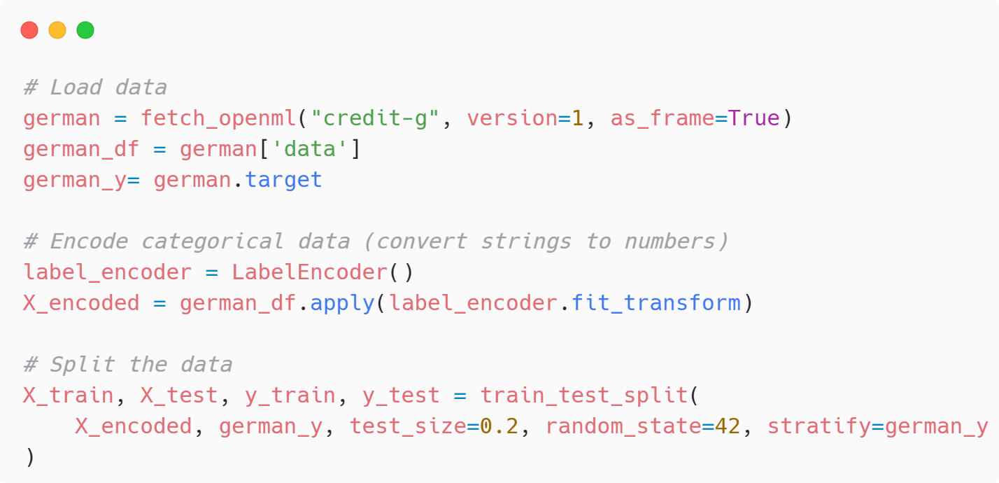 # Load data
german = fetch_openml("credit-g", version=1, as_frame=True)
german_df = german['data']
german_y= german.target
# Encode categorical data (convert strings to numbers)
label_encoder = LabelEncoder()
X_encoded = german_df.apply(label_encoder.fit_transform)
# Split the data
X_train, X_test, y_train, y_test = train_test_split(
    X_encoded, german_y, test_size=0.2, random_state=42, stratify=german_y
)